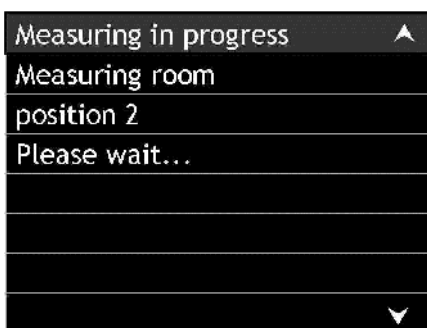 Measuring in progress
Measuring room
position 2
Please wait...